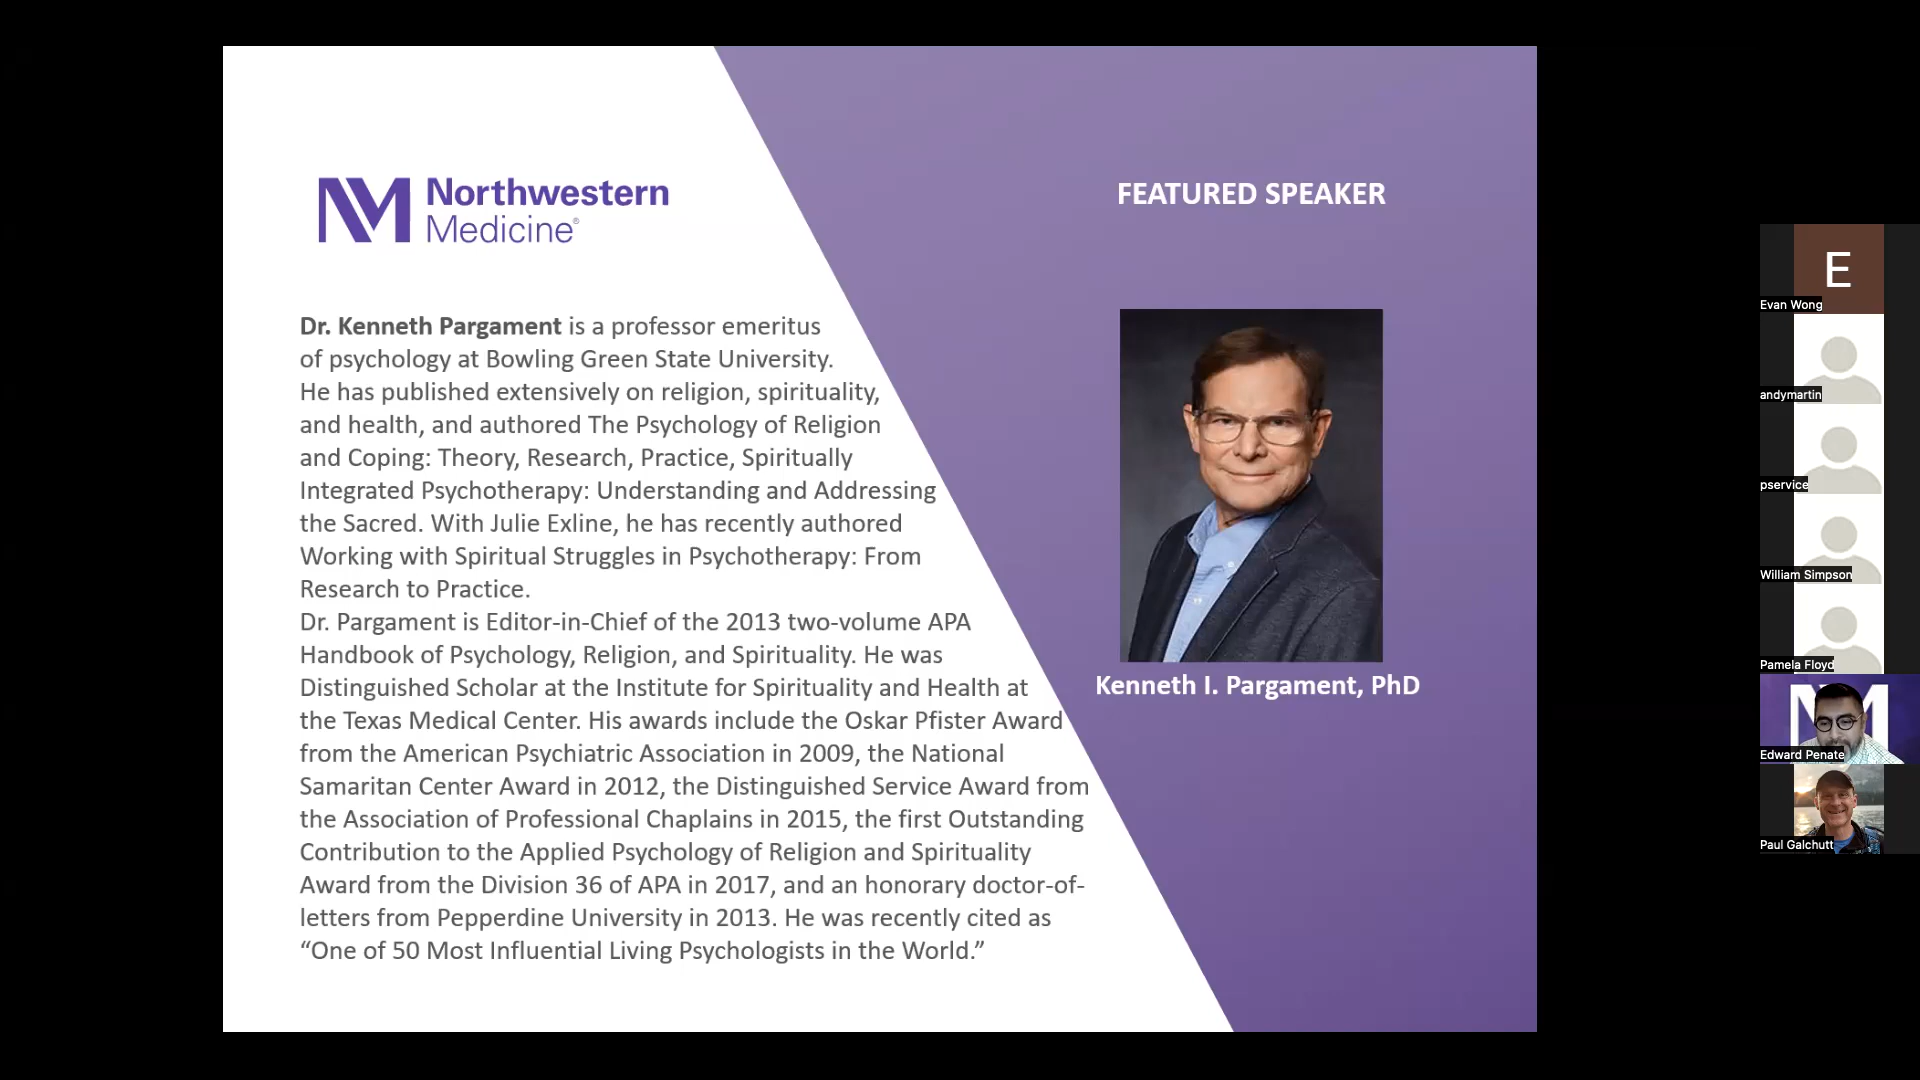 Northwestern
Medicine®
FEATURED SPEAKER
Dr. Kenneth Pargament is a professor emeritus
of psychology at Bowling Green State University.
He has published extensively on religion, spirituality,
and health, and authored The Psychology of Religion
and Coping: Theory, Research, Practice, Spiritually
Integrated Psychotherapy: Understanding and Addressing
the Sacred. With Julie Exline, he has recently authored
Working with Spiritual Struggles in Psychotherapy: From
Research to Practice.
Dr. Pargament is Editor-in-Chief of the 2013 two-volume APA
Handbook of Psychology, Religion, and Spirituality. He was
Distinguished Scholar at the Institute for Spirituality and Health at
the Texas Medical Center. His awards include the Oskar Pfister Award
from the American Psychiatric Association in 2009, the National
Samaritan Center Award in 2012, the Distinguished Service Award from
the Association of Professional Chaplains in 2015, the first Outstanding
Contribution to the Applied Psychology of Religion and Spirituality
Award from the Division 36 of APA in 2017, and an honorary doctor-of-
letters from Pepperdine University in 2013. He was recently cited as
“One of 50 Most Influential Living Psychologists in the World.”
Kenneth I. Pargament, PhD
E
Evan Wong
andymartin
pservice
William Simpson
Pamela Floyd
Edward Penate
Paul Galchutt